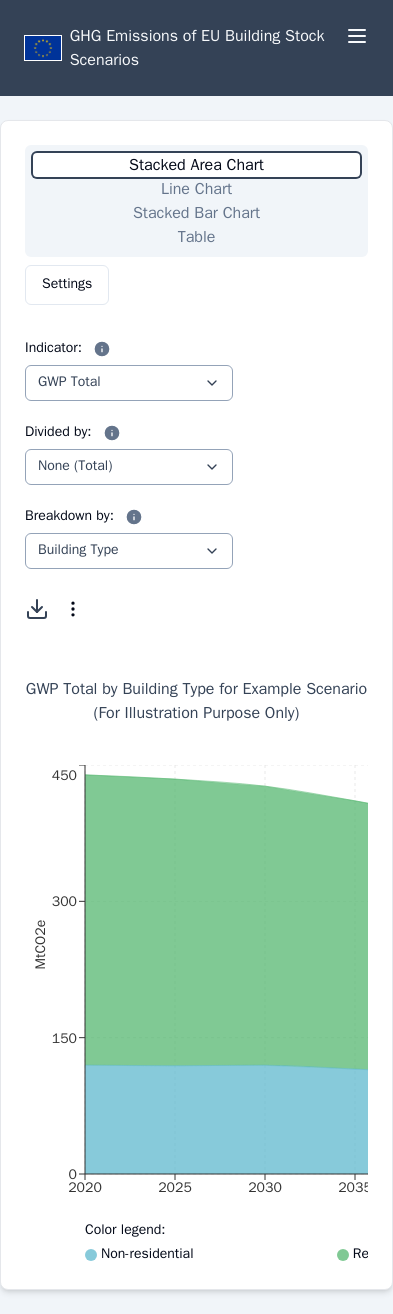 GHG Emissions of EU Building Stock
Scenarios
Stacked Area Chart
Line Chart
Stacked Bar Chart
Table
Settings
Indicator:
GWP Total
Divided by:
None (Total)
Breakdown by:
Building Type
GWP Total by Building Type for Example Scenario
(For Illustration Purpose Only)
450
300
MtCO2e
150
0
2020 2025 2030 2035
Color legend:
Non-residential Re